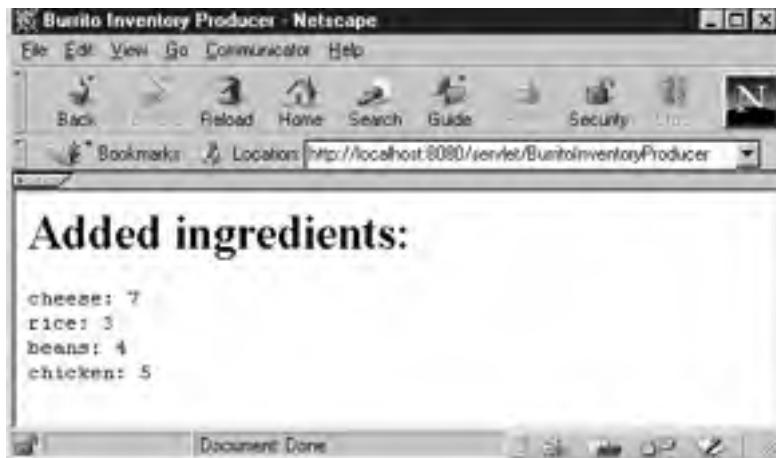 Burrito Inventory Producer - Netscape
File Edit View Go Communicator Help
Back Reload Home Search Guide Security N
Bookmarks Location: http://localhost:8080/servlet/BurritoInventoryProducer
Added ingredients:
cheese: 7
rice: 3
beans: 4
chicken: 5
Document: Done